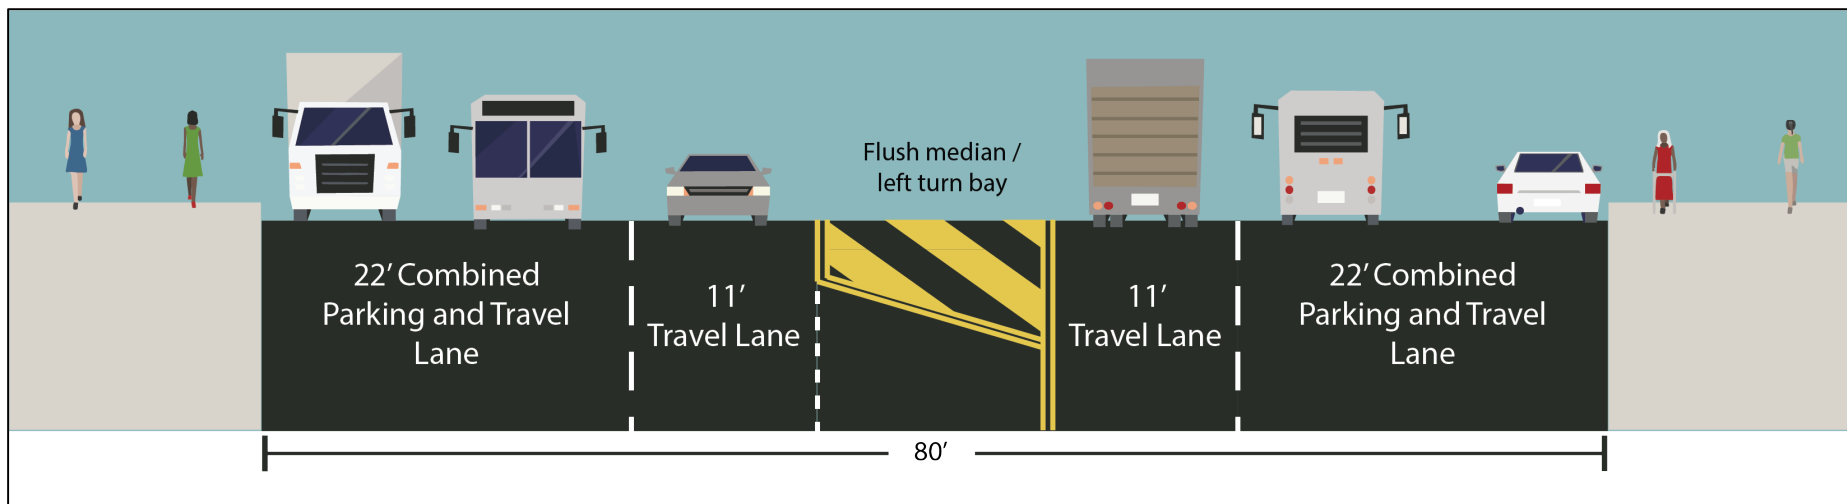 Flush median /
left turn bay
22’ Combined
Parking and Travel
Lane
11’
Travel Lane
11’
Travel Lane
22’ Combined
Parking and Travel
Lane
80’